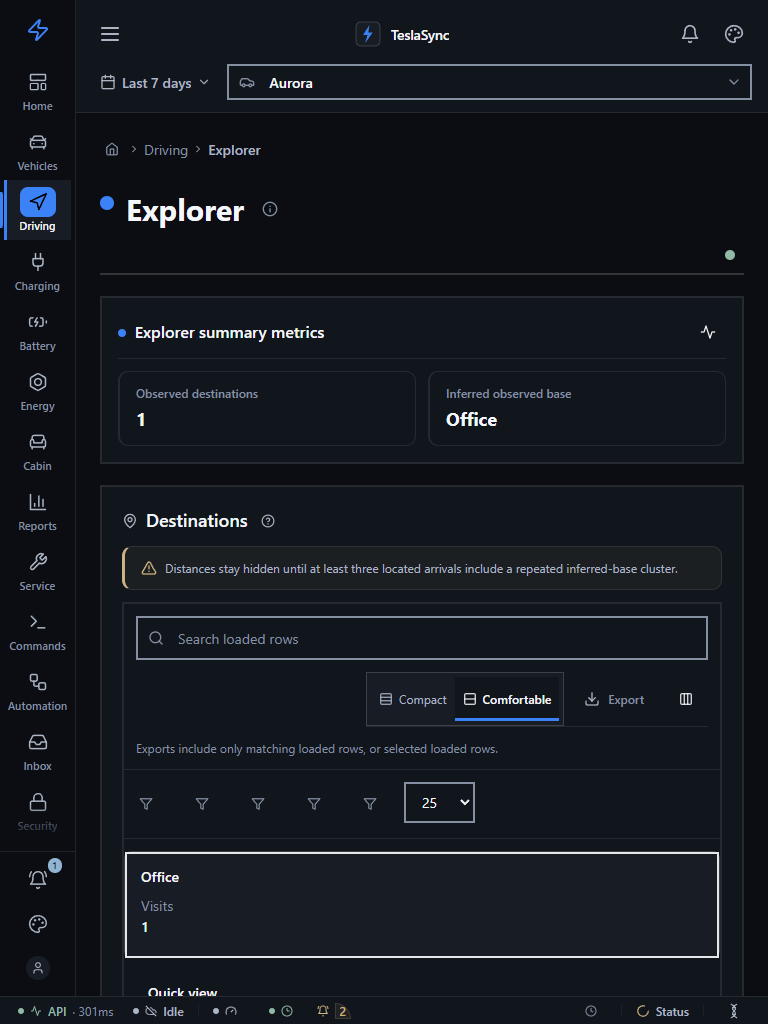 TeslaSync
Last 7 days
Aurora
Home
Vehicles
Driving
Charging
Battery
Energy
Cabin
Reports
Service
Commands
Automation
Inbox
Security
1
Driving
Explorer
Explorer
Explorer summary metrics
Observed destinations
1
Inferred observed base
Office
Destinations
Distances stay hidden until at least three located arrivals include a repeated inferred-base cluster.
Search loaded rows
Compact
Comfortable
Export
Exports include only matching loaded rows, or selected loaded rows.
25
Office
Visits
1
Quick view
API · 301ms
Idle
2
Status